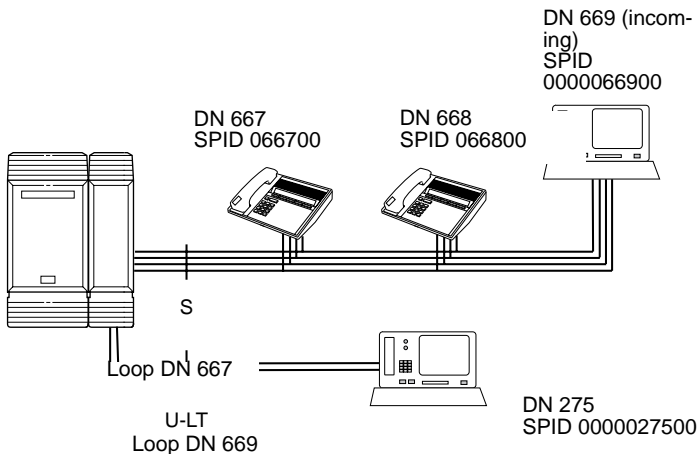 DN 669 (incom-
ing)
SPID
0000066900
DN 667
SPID 066700
DN 668
SPID 066800
S
Loop DN 667
U-LT
Loop DN 669
DN 275
SPID 0000027500